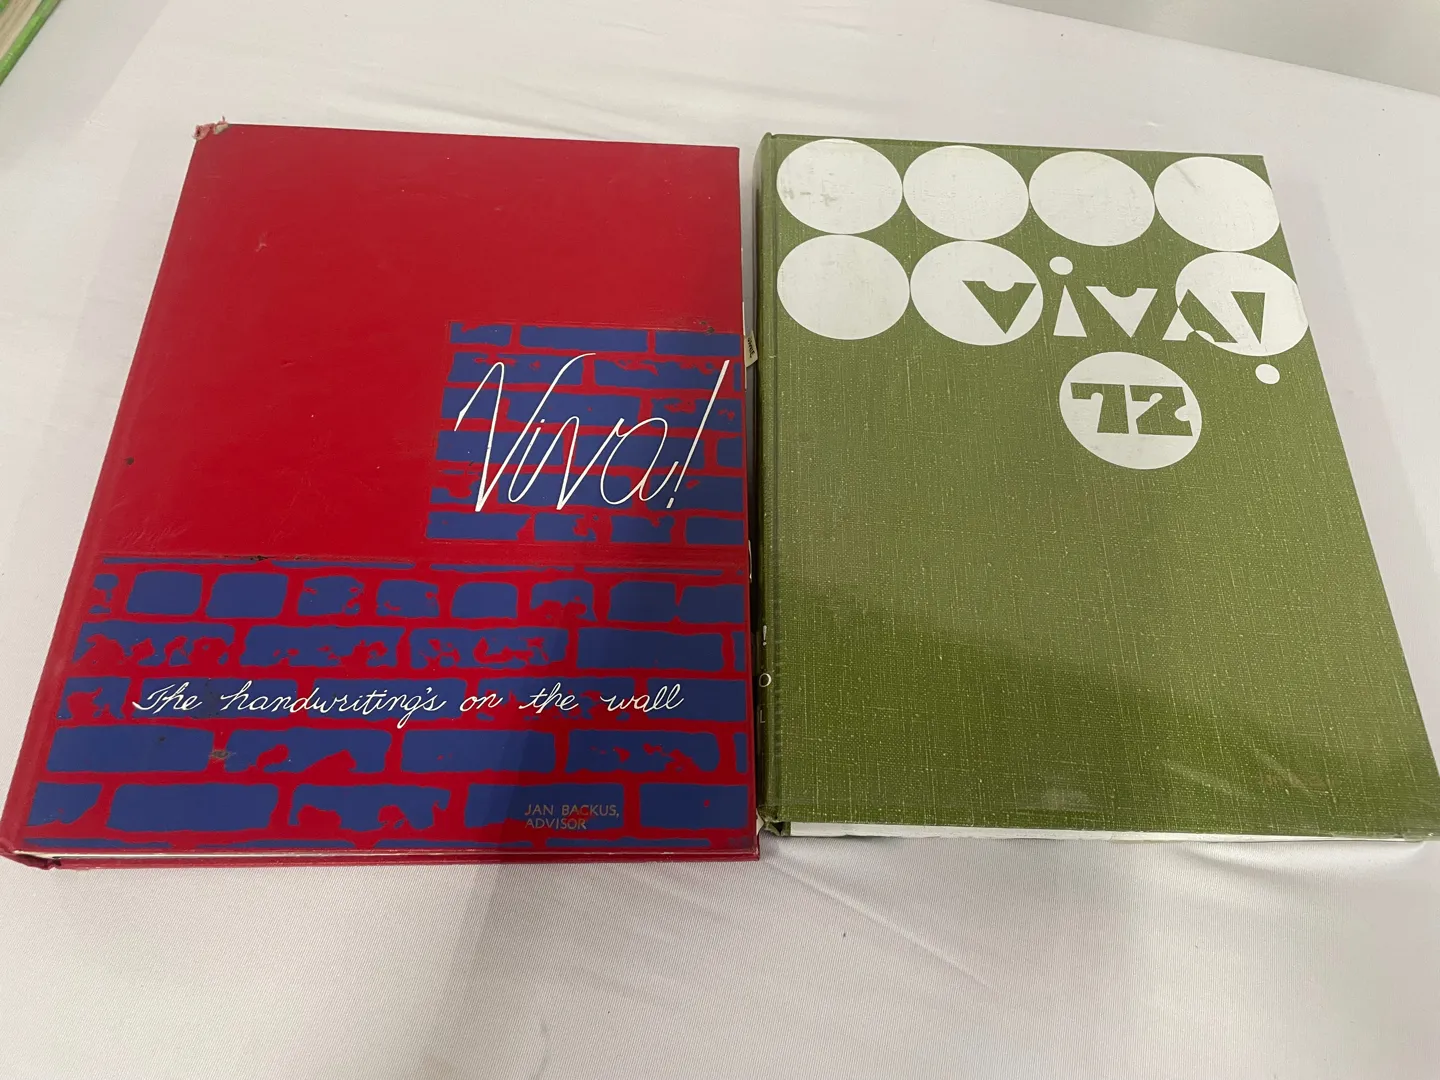 Viva!
The handwriting's on the wall
JAN BACKUS,
ADVISOR
viva!
72